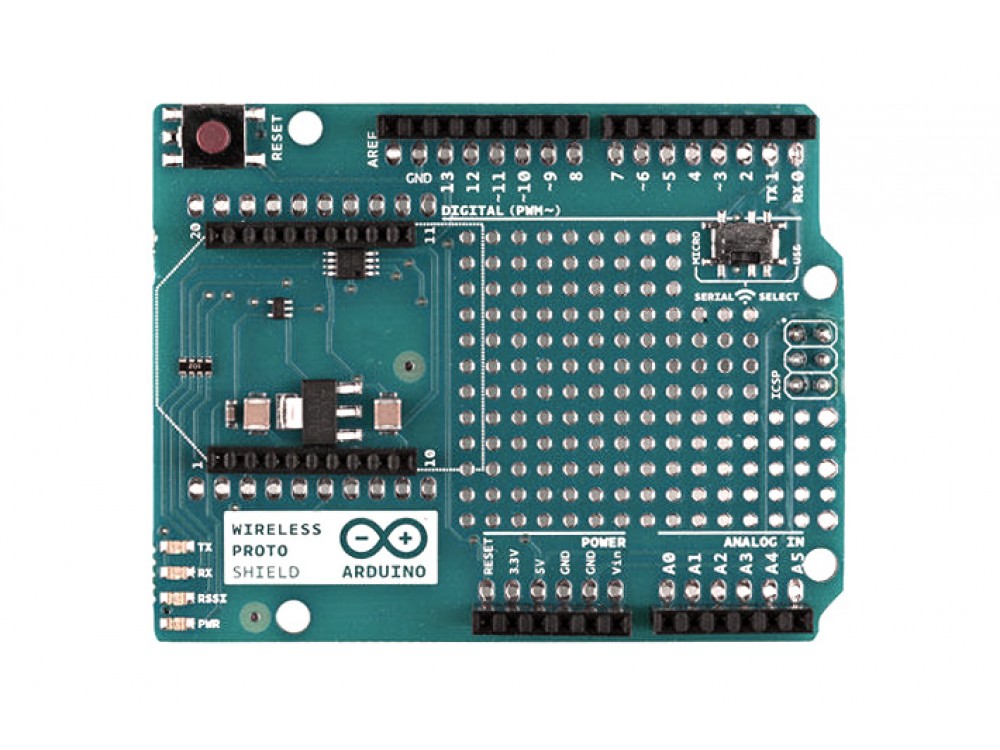 RESET
AREF
GND
13
12
~11
~10
~9
8
7
~6
~5
4
~3
2
TX 1
RX 0
DIGITAL (PWM~)
20
11
MICRO
USB
SERIAL SELECT
ICSP
102
1
10
WIRELESS
PROTO
SHIELD
ARDUINO
TX
RX
RSSI
PWR
POWER
RESET
3.3V
5V
GND
GND
Vin
ANALOG IN
A0
A1
A2
A3
A4
A5